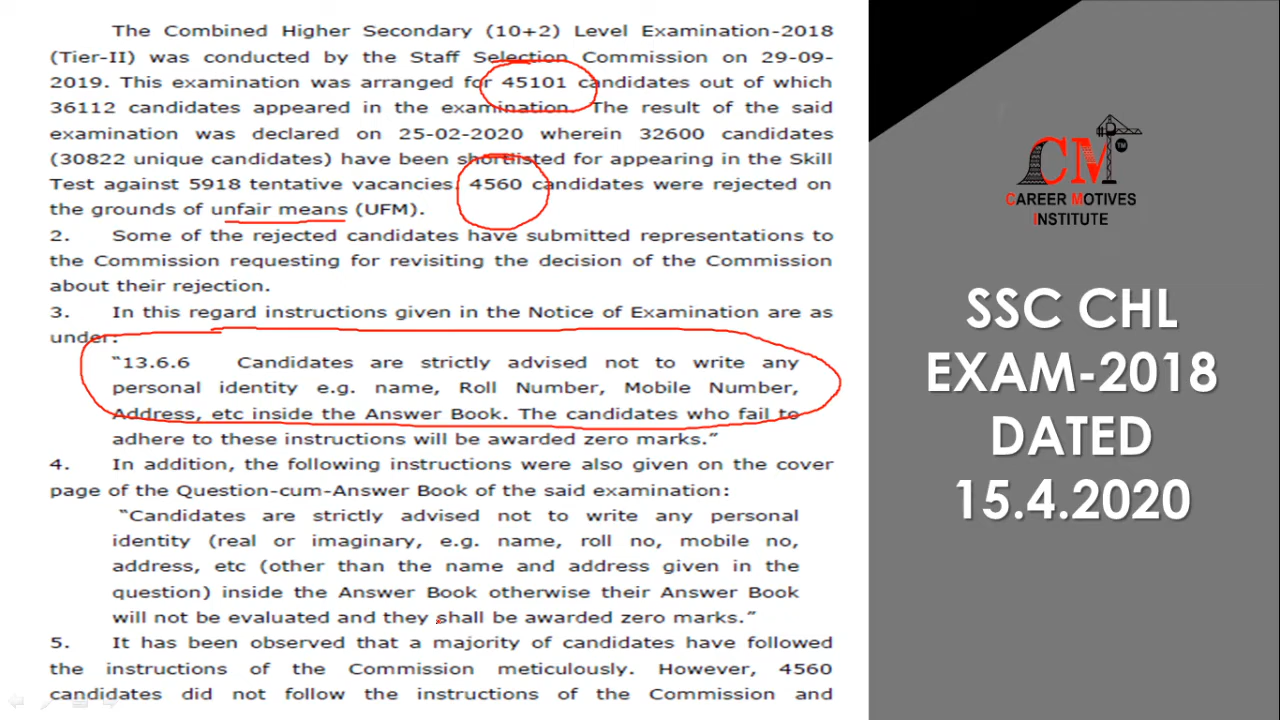 The Combined Higher Secondary (10+2) Level Examination-2018
(Tier-II) was conducted by the Staff Selection Commission on 29-09-
2019. This examination was arranged for 45101 candidates out of which
36112 candidates appeared in the examination. The result of the said
examination was declared on 25-02-2020 wherein 32600 candidates
(30822 unique candidates) have been shortlisted for appearing in the Skill
Test against 5918 tentative vacancies. 4560 candidates were rejected on
the grounds of unfair means (UFM).
2. Some of the rejected candidates have submitted representations to
the Commission requesting for revisiting the decision of the Commission
about their rejection.
3. In this regard instructions given in the Notice of Examination are as
under:
“13.6.6 Candidates are strictly advised not to write any
personal identity e.g. name, Roll Number, Mobile Number,
Address, etc inside the Answer Book. The candidates who fail to
adhere to these instructions will be awarded zero marks.”
4. In addition, the following instructions were also given on the cover
page of the Question-cum-Answer Book of the said examination:
“Candidates are strictly advised not to write any personal
identity (real or imaginary, e.g. name, roll no, mobile no,
address, etc (other than the name and address given in the
question) inside the Answer Book otherwise their Answer Book
will not be evaluated and they shall be awarded zero marks.”
5. It has been observed that a majority of candidates have followed
the instructions of the Commission meticulously. However, 4560
candidates did not follow the instructions of the Commission and
CM TM
CAREER MOTIVES
INSTITUTE
SSC CHL
EXAM-2018
DATED
15.4.2020